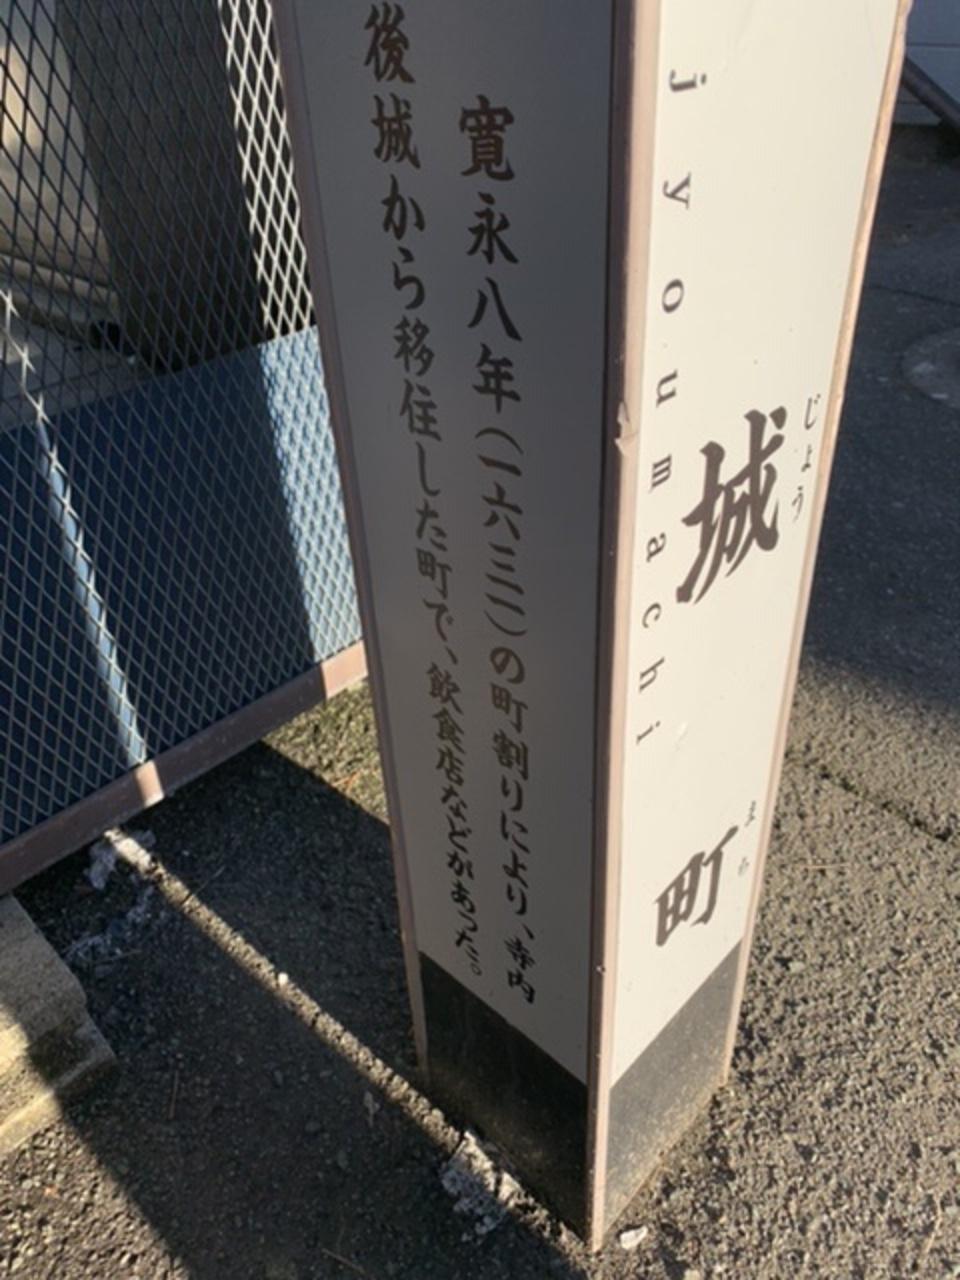 寛永八年(一六三一)の町割りにより、寺内
後城から移住した町で、飲食店などがあった。
じょう
城
まち
町
jyoumachi